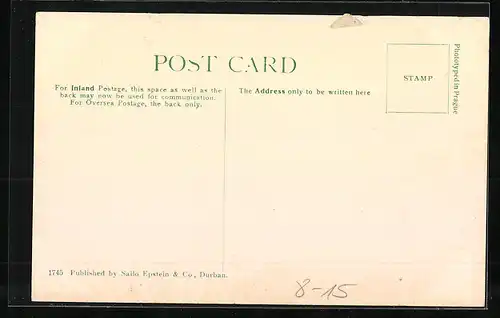 POST CARD
For Inland Postage, this space as well as the
back may now be used for communication.
For Oversea Postage, the back only.
The Address only to be written here
STAMP
Phototyped in Prague
1745 Published by Sallo Epstein & Co., Durban.
8-15